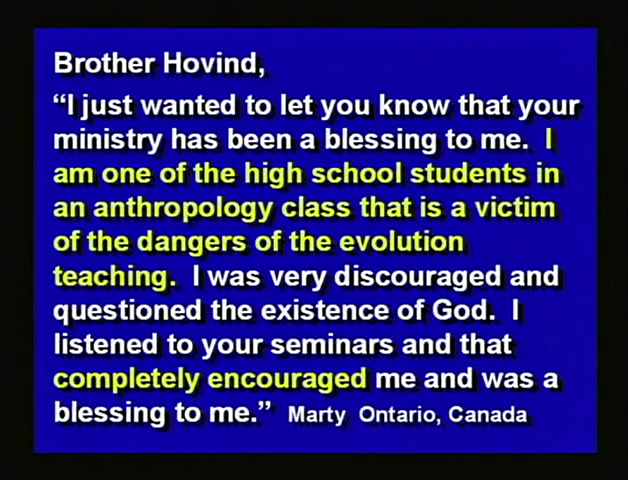 Brother Hovind,
“I just wanted to let you know that your
ministry has been a blessing to me.  I
am one of the high school students in
an anthropology class that is a victim
of the dangers of the evolution
teaching.  I was very discouraged and
questioned the existence of God.  I
listened to your seminars and that
completely encouraged me and was a
blessing to me.”  Marty  Ontario, Canada